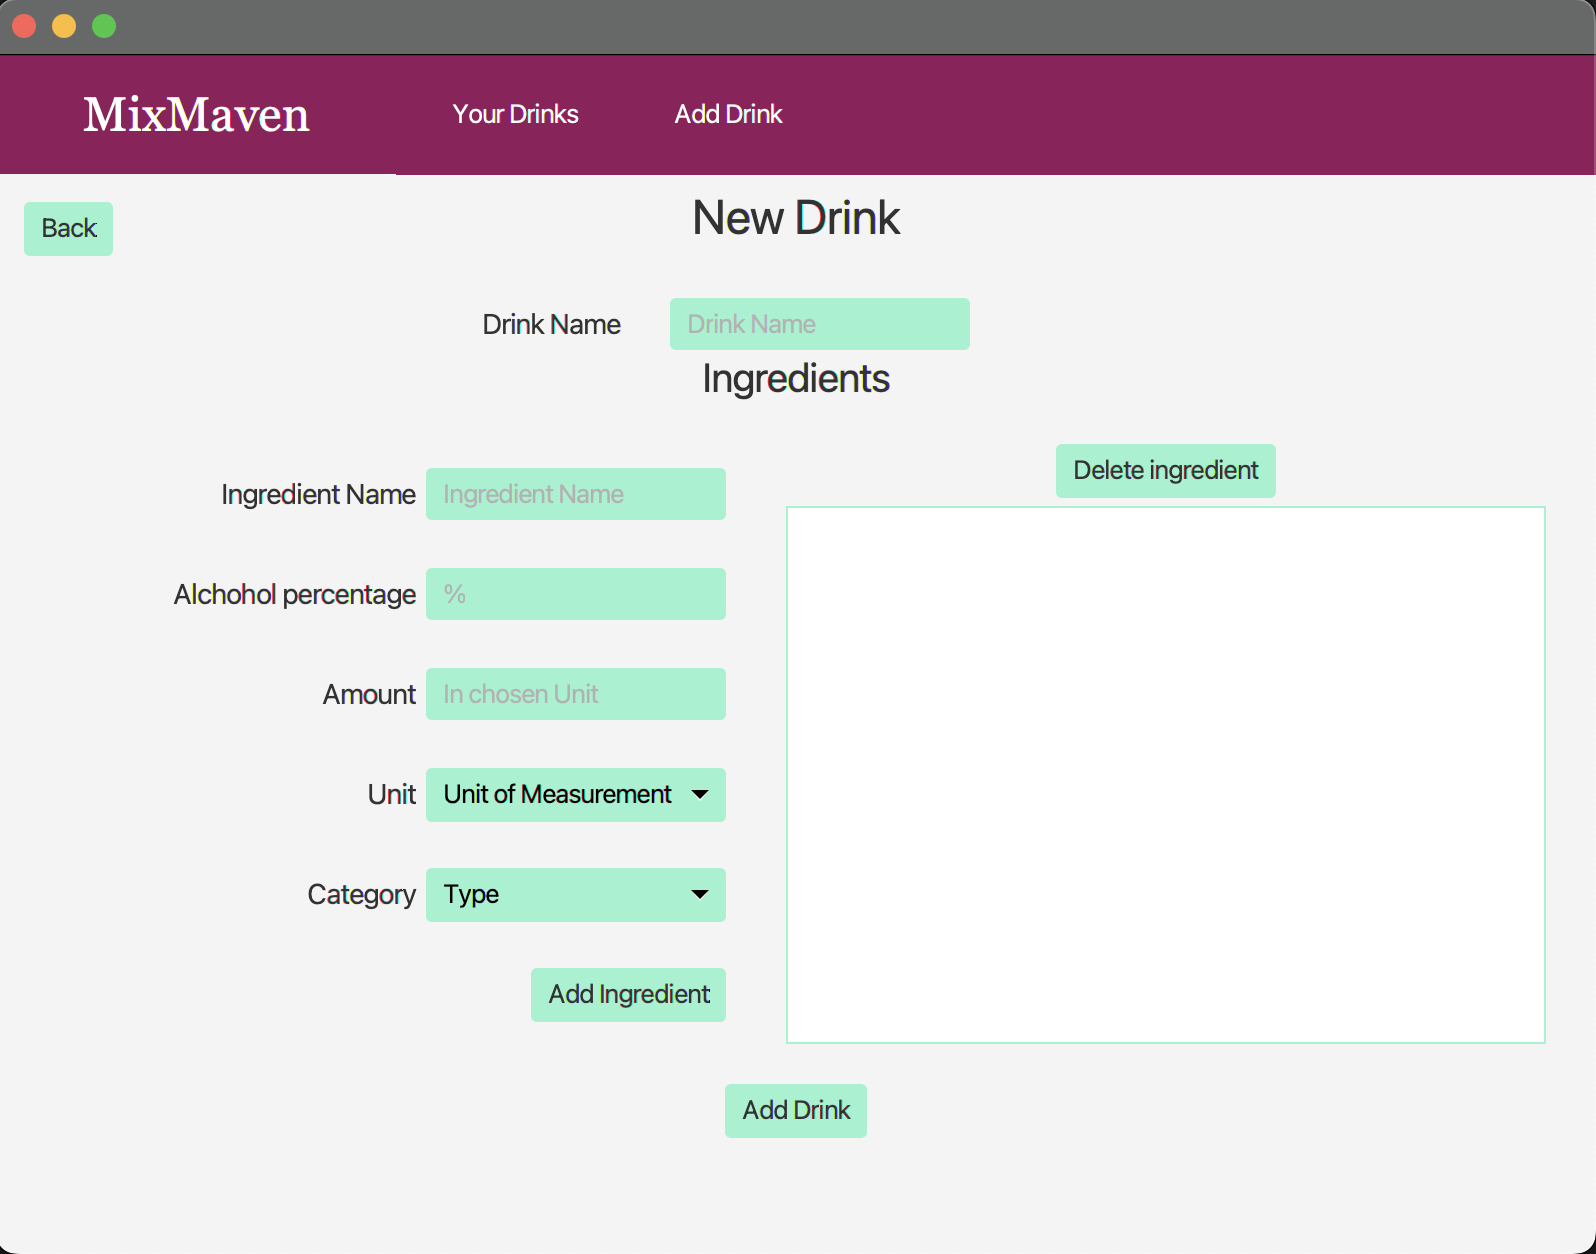 MixMaven
Your Drinks
Add Drink
Back
New Drink
Drink Name
Drink Name
Ingredients
Delete ingredient
Ingredient Name
Ingredient Name
Alchohol percentage
%
Amount
In chosen Unit
Unit
Unit of Measurement
Category
Type
Add Ingredient
Add Drink